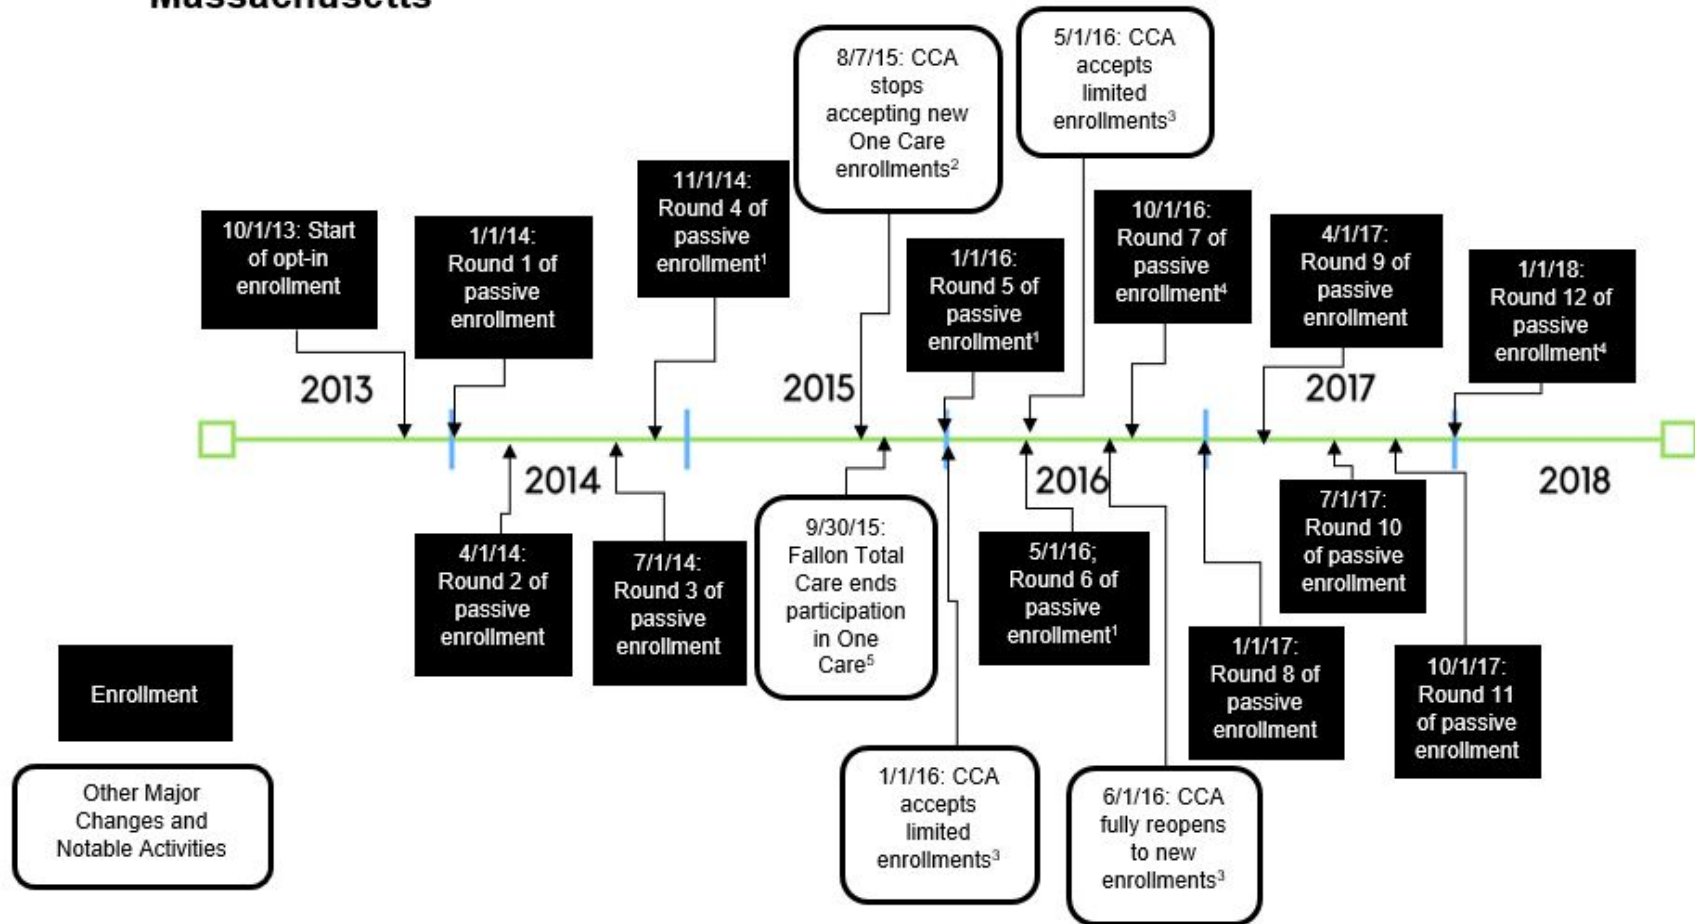 Massachusetts
8/7/15: CCA
stops
accepting new
One Care
enrollments²
5/1/16: CCA
accepts
limited
enrollments³
10/1/13: Start
of opt-in
enrollment
1/1/14:
Round 1 of
passive
enrollment
11/1/14:
Round 4 of
passive
enrollment¹
1/1/16:
Round 5 of
passive
enrollment¹
10/1/16:
Round 7 of
passive
enrollment⁴
4/1/17:
Round 9 of
passive
enrollment
1/1/18:
Round 12 of
passive
enrollment⁴
2013
2015
2017
2014
2016
2018
4/1/14:
Round 2 of
passive
enrollment
7/1/14:
Round 3 of
passive
enrollment
9/30/15:
Fallon Total
Care ends
participation
in One
Care⁵
5/1/16;
Round 6 of
passive
enrollment¹
7/1/17:
Round 10
of passive
enrollment
1/1/17:
Round 8 of
passive
enrollment
10/1/17:
Round 11
of passive
enrollment
1/1/16: CCA
accepts
limited
enrollments³
6/1/16: CCA
fully reopens
to new
enrollments³
Enrollment
Other Major
Changes and
Notable Activities